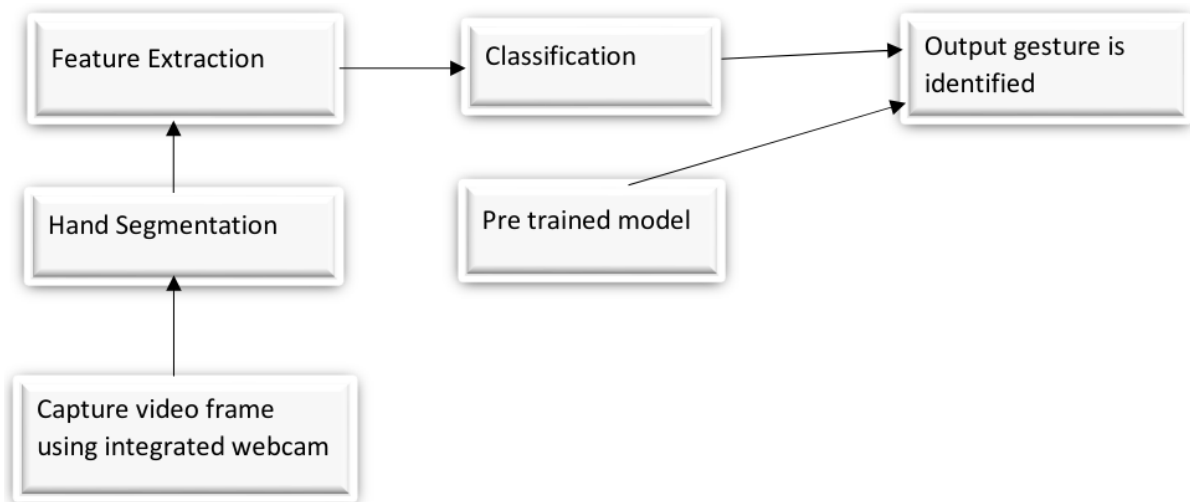 Feature Extraction
Classification
Output gesture is
identified
Hand Segmentation
Pre trained model
Capture video frame
using integrated webcam